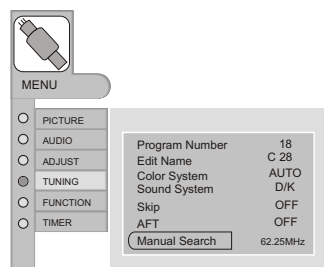 MENU
PICTURE
AUDIO
ADJUST
TUNING
FUNCTION
TIMER
Program Number 18
Edit Name C 28
Color System AUTO
Sound System D/K
Skip OFF
AFT OFF
Manual Search 62.25MHz